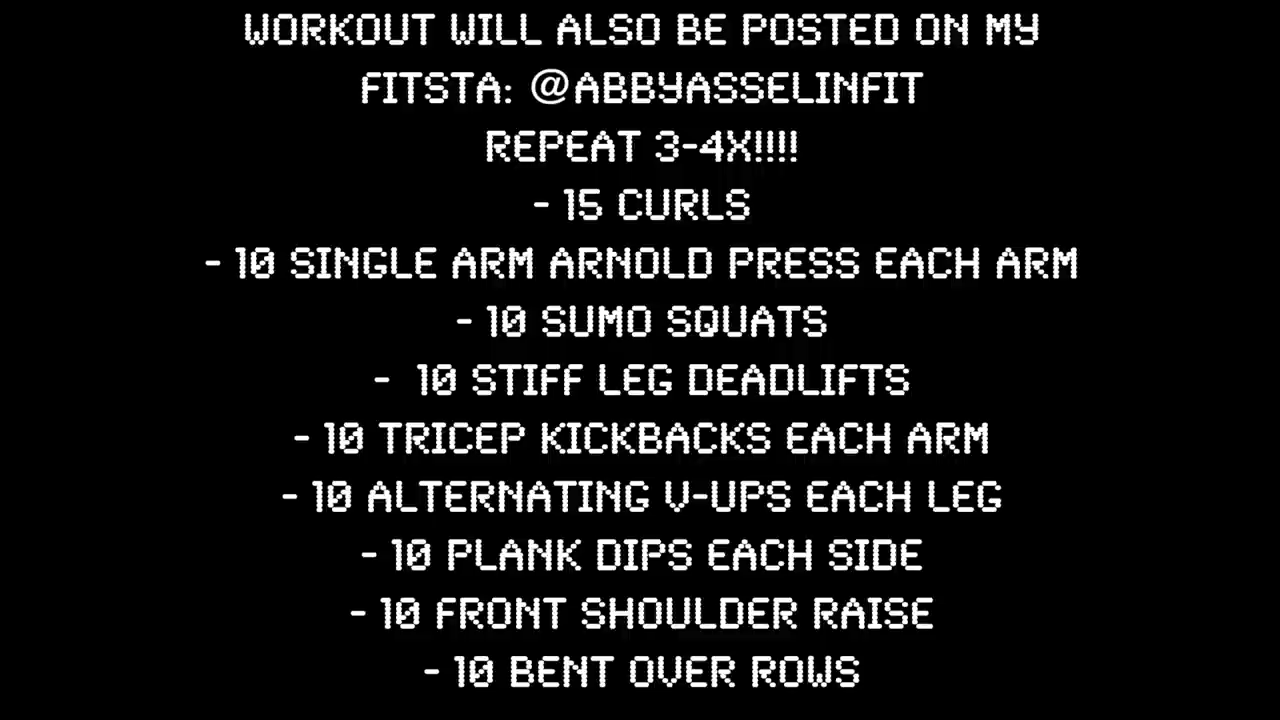 WORKOUT WILL ALSO BE POSTED ON MY
FITSTA: @ABBYASSELINFIT
REPEAT 3-4X!!!!
- 15 CURLS
- 10 SINGLE ARM ARNOLD PRESS EACH ARM
- 10 SUMO SQUATS
- 10 STIFF LEG DEADLIFTS
- 10 TRICEP KICKBACKS EACH ARM
- 10 ALTERNATING V-UPS EACH LEG
- 10 PLANK DIPS EACH SIDE
- 10 FRONT SHOULDER RAISE
- 10 BENT OVER ROWS